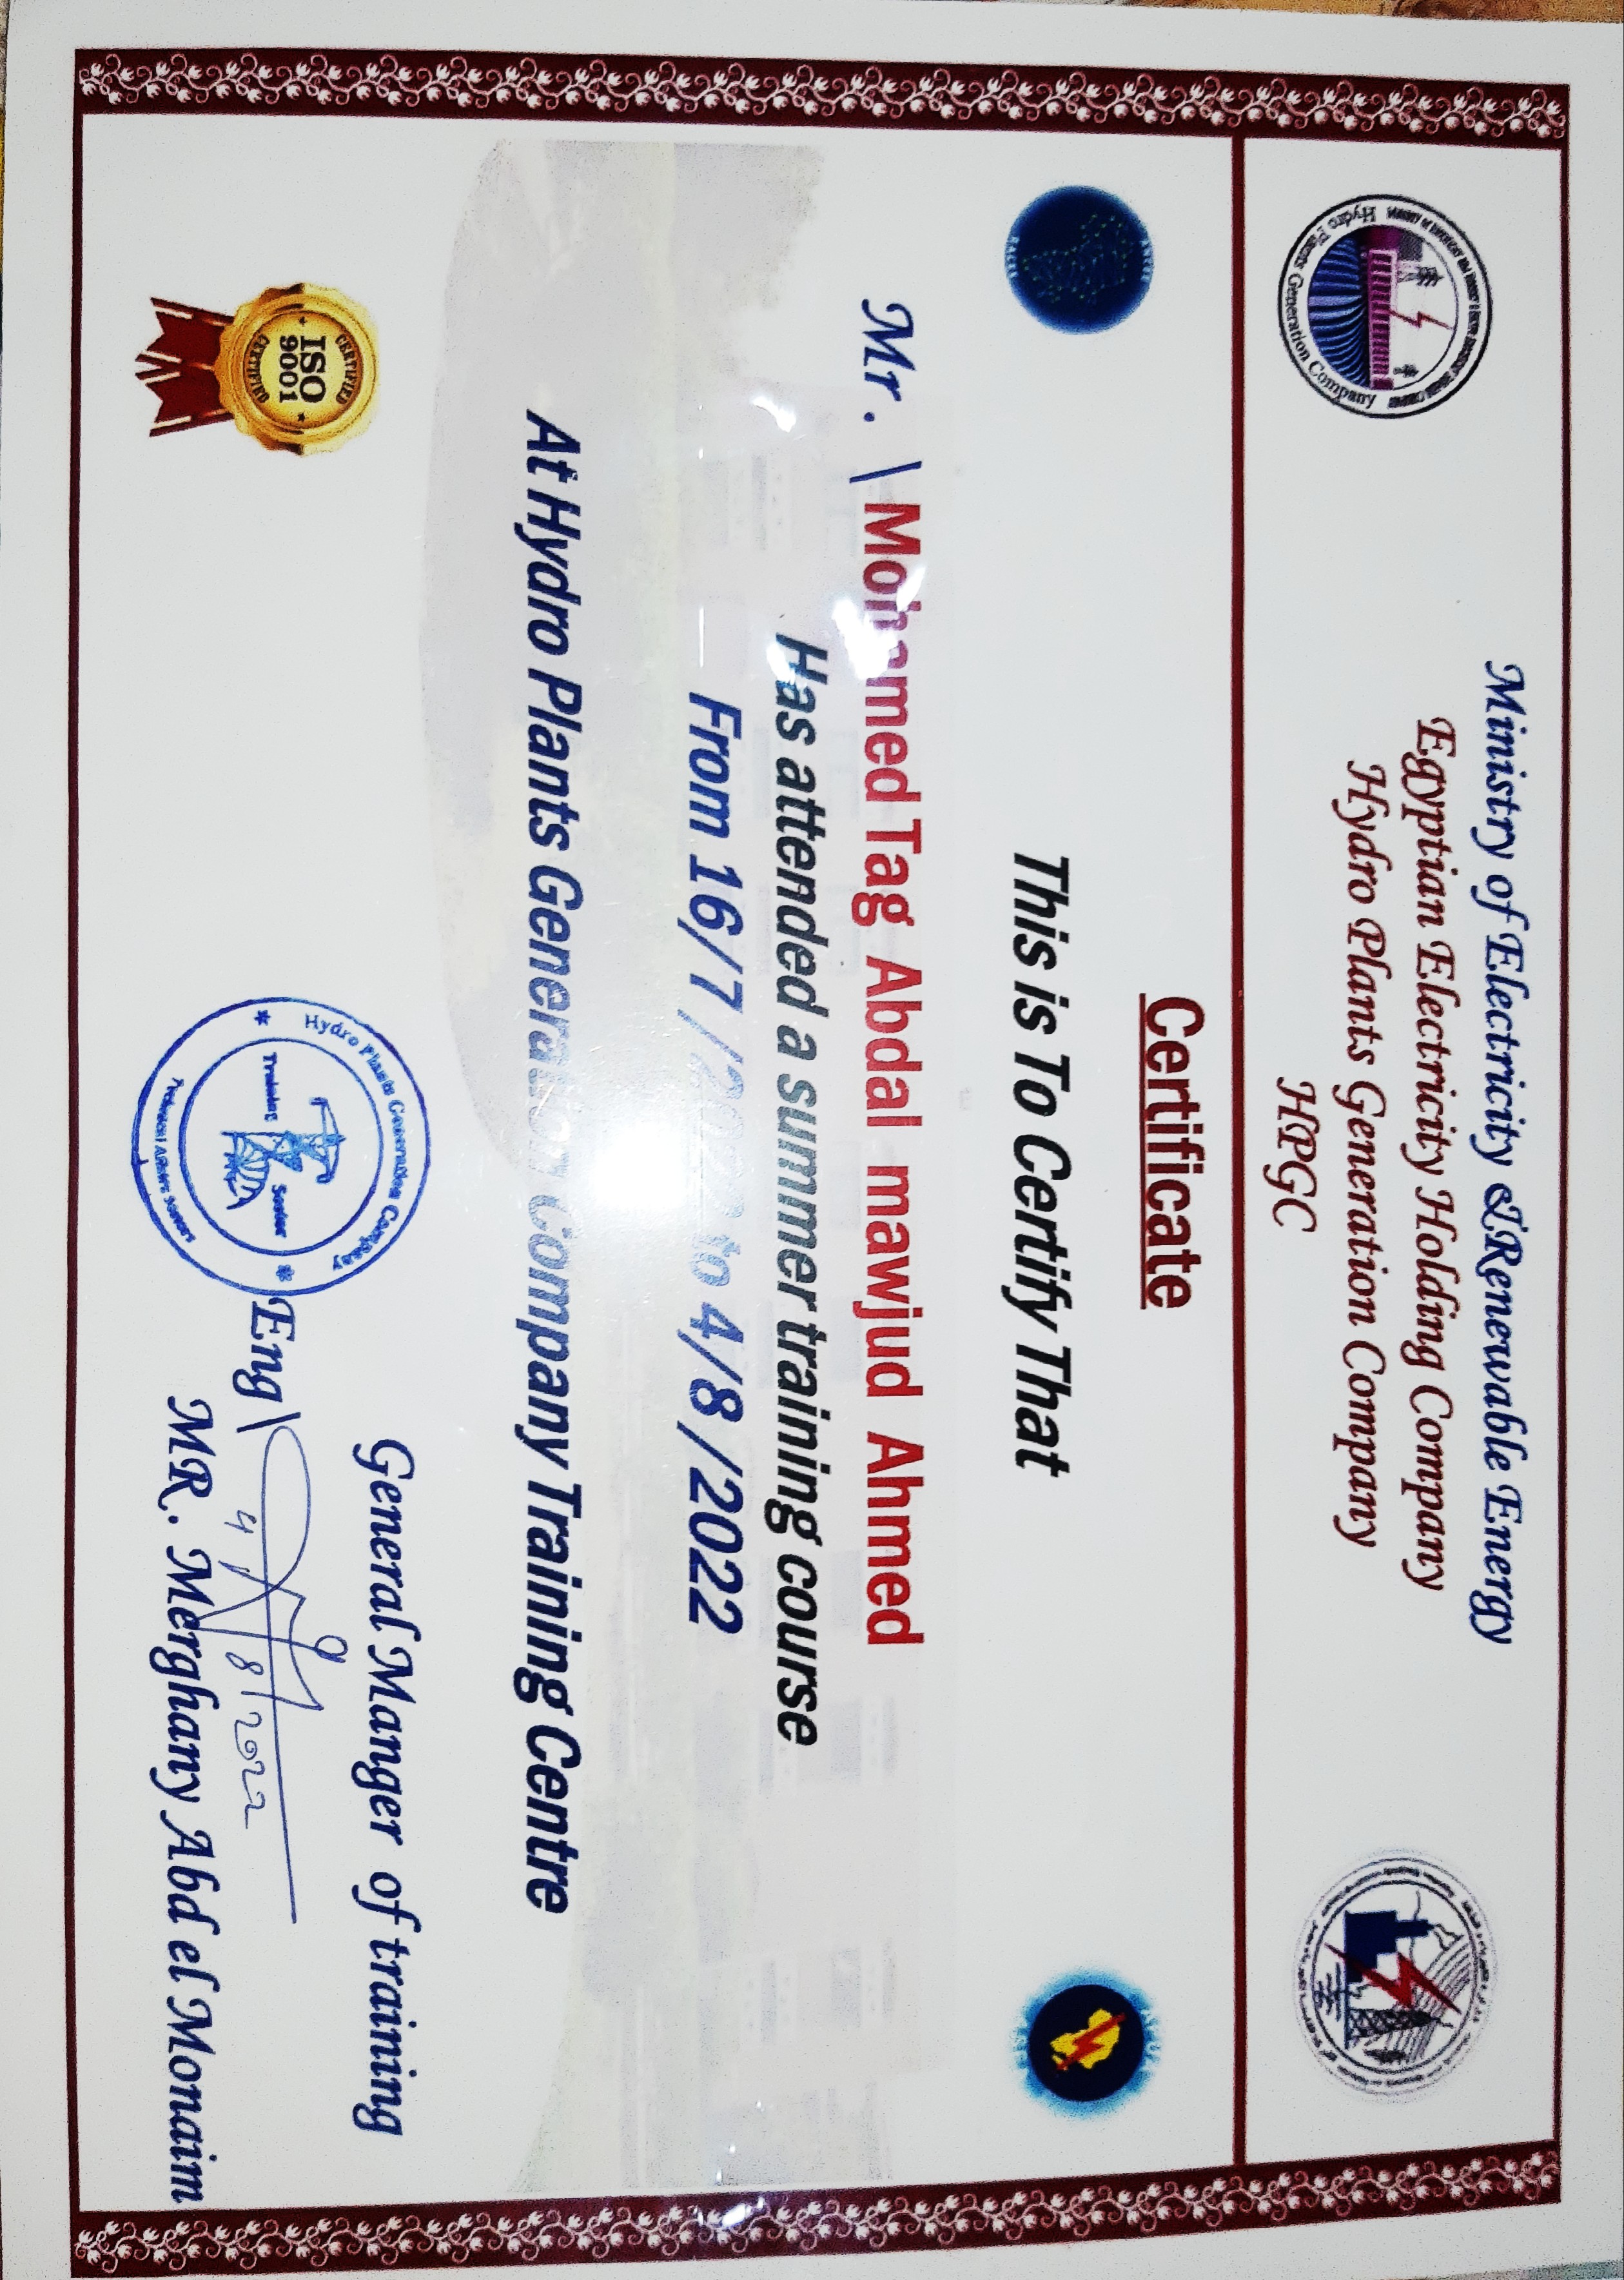 Ministry of Electricity &Renewable Energy
Egyptian Electricity Holding Company
Hydro Plants Generation Company
HPGC
Hydro Plants Generation Company
Certificate
This is To Certify That
Mr. \ Mohamed Tag Abdal mawjud Ahmed
Has attended a summer training course
From 16/7/2022 to 4/8/2022
At Hydro Plants Generation Company Training Centre
CERTIFIED
ISO
9001
CERTIFIED
Hydro Plants Generation Company
Training
General Manger of training
Eng\
4/8/2022
MR. Merghany Abd el Monaim